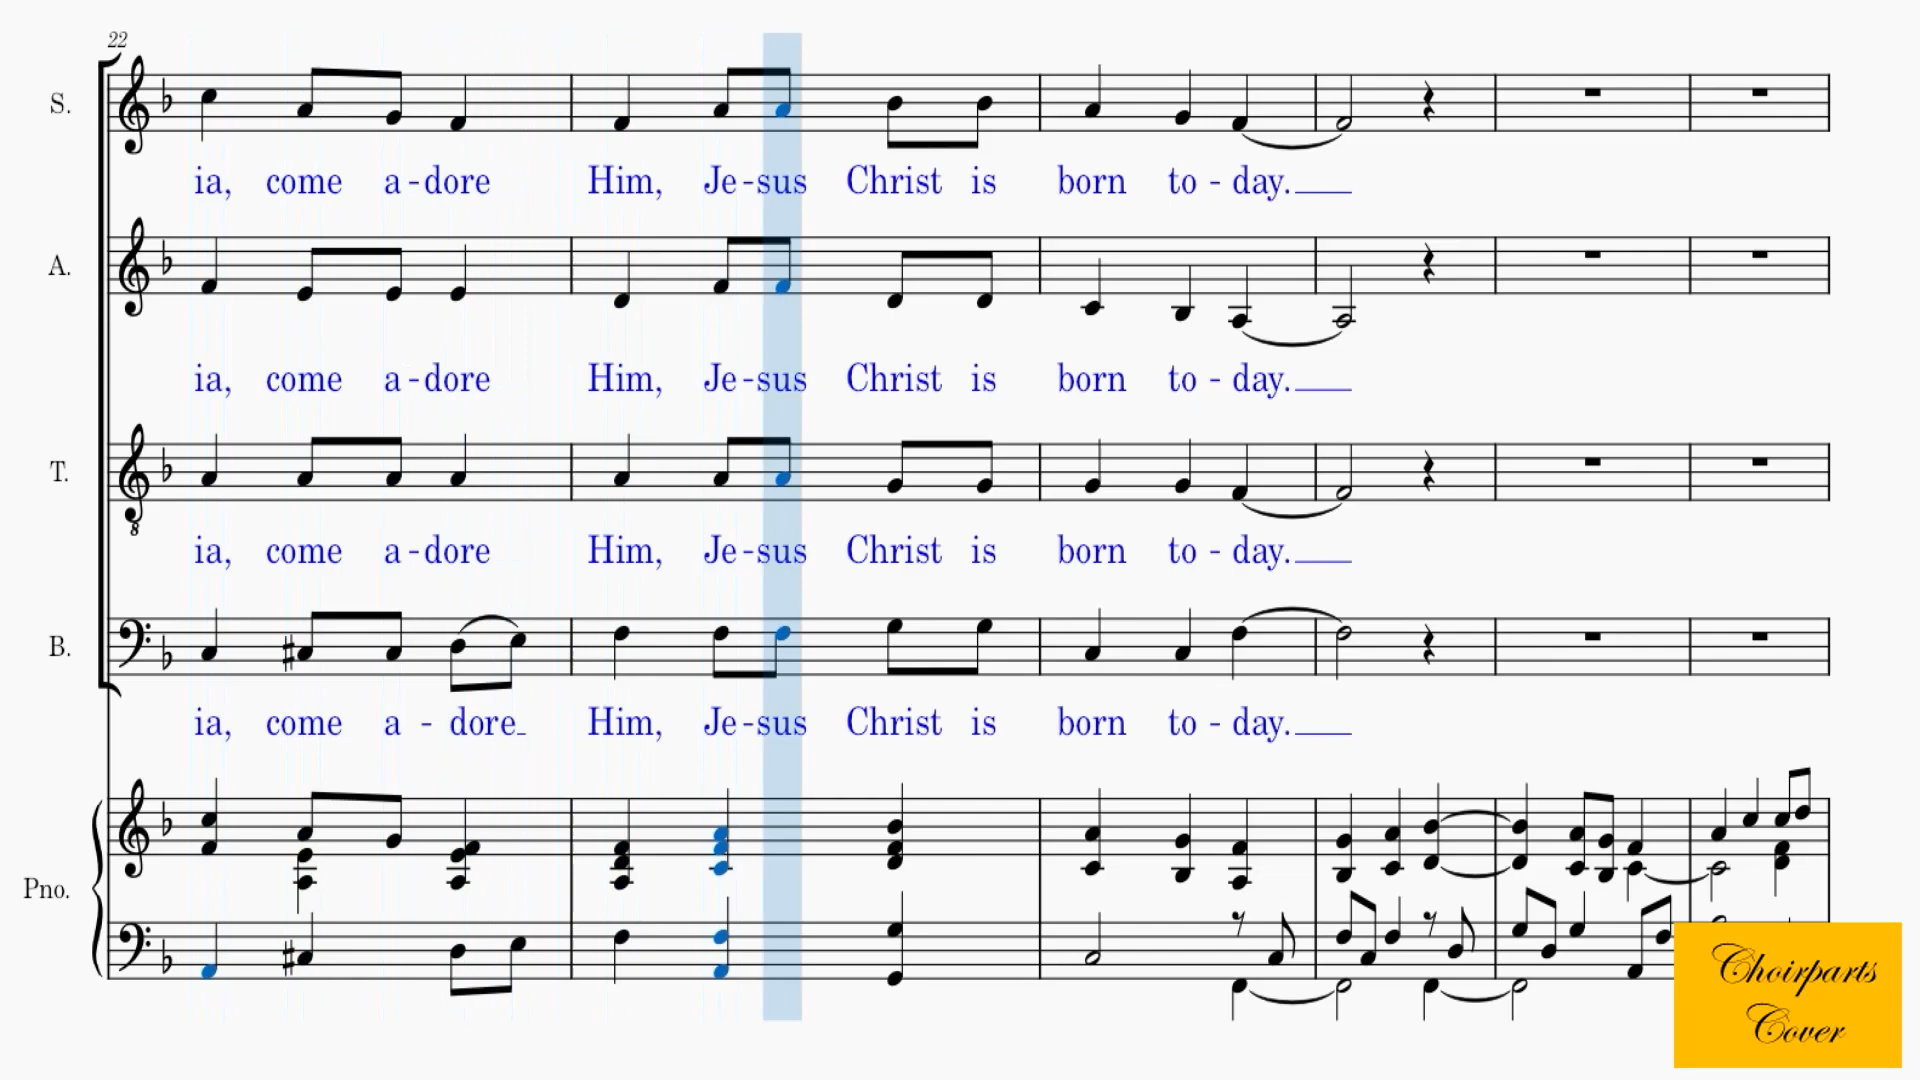 22
S.
ia, come a-dore Him, Je-sus Christ is born to - day.
A.
ia, come a-dore Him, Je-sus Christ is born to - day.
T.
8
ia, come a-dore Him, Je-sus Christ is born to - day.
B.
ia, come a - dore Him, Je-sus Christ is born to - day.
Pno.
Choirparts
Cover